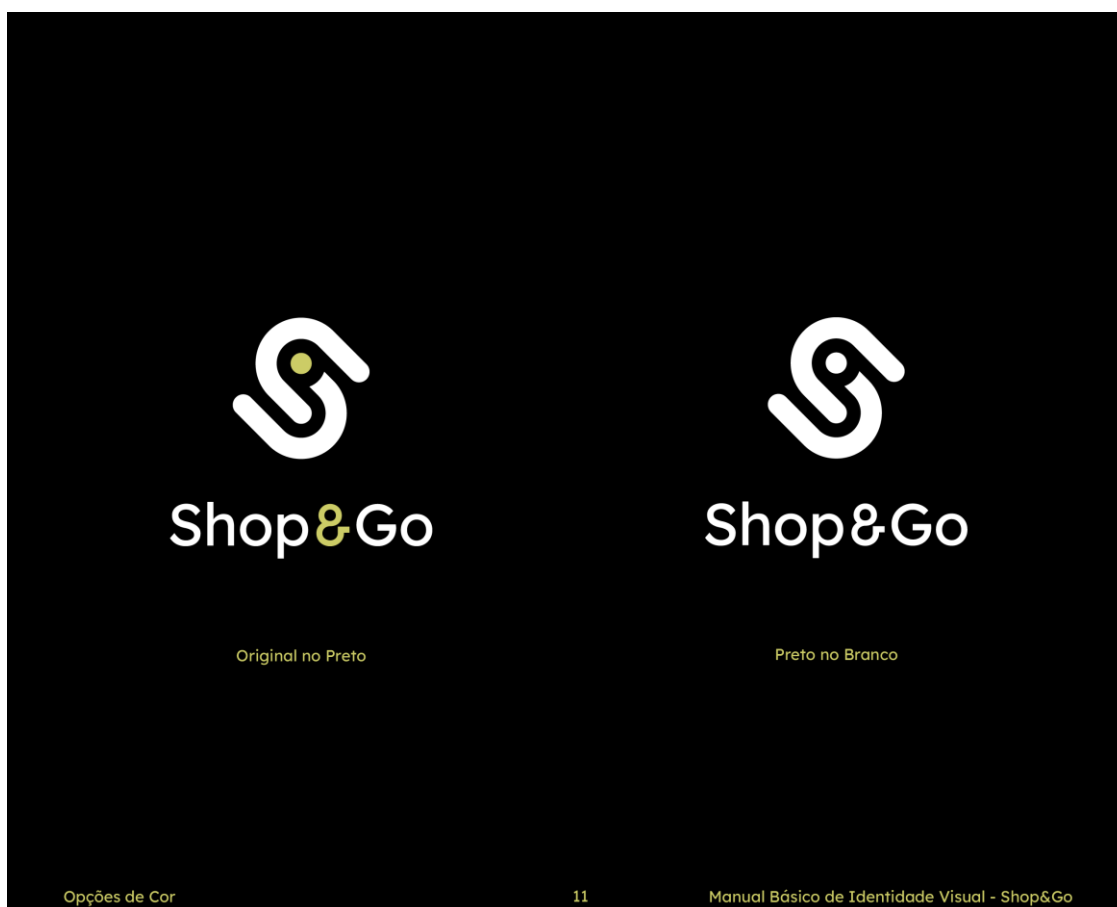 Shop&Go
Shop&Go
Original no Preto
Preto no Branco
Opções de Cor
11
Manual Básico de Identidade Visual - Shop&Go